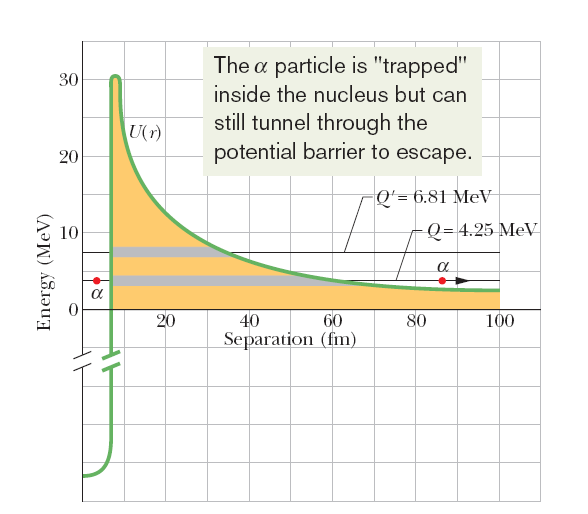 30
The α particle is "trapped"
inside the nucleus but can
still tunnel through the
potential barrier to escape.
U(r)
20
Q′= 6.81 MeV
10
Q= 4.25 MeV
α
α
0
20
40
60
80
100
Separation (fm)
Energy (MeV)